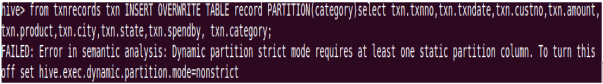 hive> from txnrecords txn INSERT OVERWRITE TABLE record PARTITION(category)select txn.txnno,txn.txndate,txn.custno,txn.amount,
txn.product,txn.city,txn.state,txn.spendby, txn.category;
FAILED: Error in semantic analysis: Dynamic partition strict mode requires at least one static partition column. To turn this
off set hive.exec.dynamic.partition.mode=nonstrict